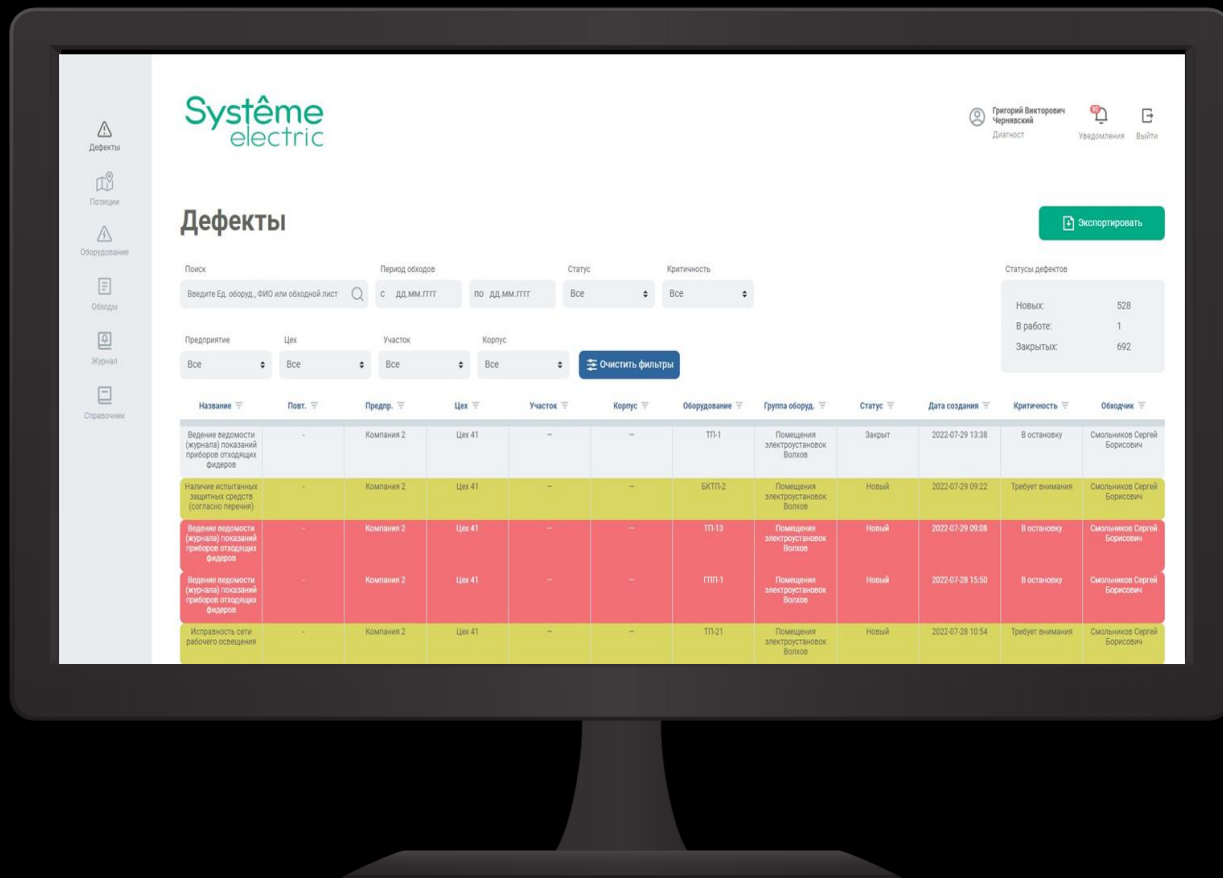 Système
electric
Григорий Викторович
Чернявский
Диагност
Уведомления
Выйти
Дефекты
Позиции
Оборудование
Обходы
Журнал
Справочник
Дефекты
Экспортировать
Поиск
Период обходов
Статус
Критичность
Введите Ед. оборуд., ФИО или обходной лист
с дд.мм.гггг
по дд.мм.гггг
Все
Все
Статусы дефектов
Новых: 528
В работе: 1
Закрытых: 692
Предприятие
Цех
Участок
Корпус
Все
Все
Все
Все
Очистить фильтры
Название Повт. Предпр. Цех Участок Корпус Оборудование Группа оборуд. Статус Дата создания Критичность Обходчик
Ведение ведомости - Компания 2 Цех 41 -- -- ТП-1 Помещения Закрыт 2022-07-29 13:38 В остановку Смольников Сергей
(журнала) показаний электроустановок Борисович
приборов отходящих Волхов
фидеров
Наличие испытанных - Компания 2 Цех 41 -- -- БКТП-2 Помещения Новый 2022-07-29 09:22 Требует внимания Смольников Сергей
защитных средств электроустановок Борисович
(согласно перечня) Волхов
Ведение ведомости - Компания 2 Цех 41 -- -- ТП-13 Помещения Новый 2022-07-29 09:08 В остановку Смольников Сергей
(журнала) показаний электроустановок Борисович
приборов отходящих Волхов
фидеров
Ведение ведомости - Компания 2 Цех 41 -- -- ГПП-1 Помещения Новый 2022-07-28 15:50 В остановку Смольников Сергей
(журнала) показаний электроустановок Борисович
приборов отходящих Волхов
фидеров
Исправность сети - Компания 2 Цех 41 -- -- ТП-21 Помещения Новый 2022-07-28 10:54 Требует внимания Смольников Сергей
рабочего освещения электроустановок Борисович
Волхов